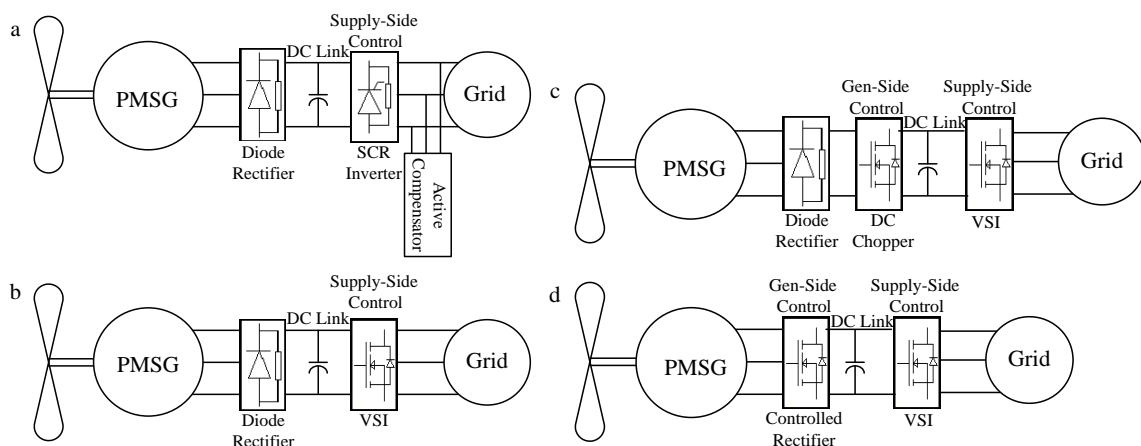 a
Supply-Side
Control
DC Link
PMSG
Grid
Diode
Rectifier
SCR
Inverter
Active
Compensator
b
Supply-Side
Control
DC Link
PMSG
Grid
Diode
Rectifier
VSI
c
Gen-Side
Control
Supply-Side
Control
DC Link
PMSG
Grid
Diode
Rectifier
DC
Chopper
VSI
d
Gen-Side
Control
Supply-Side
Control
DC Link
PMSG
Grid
Controlled
Rectifier
VSI